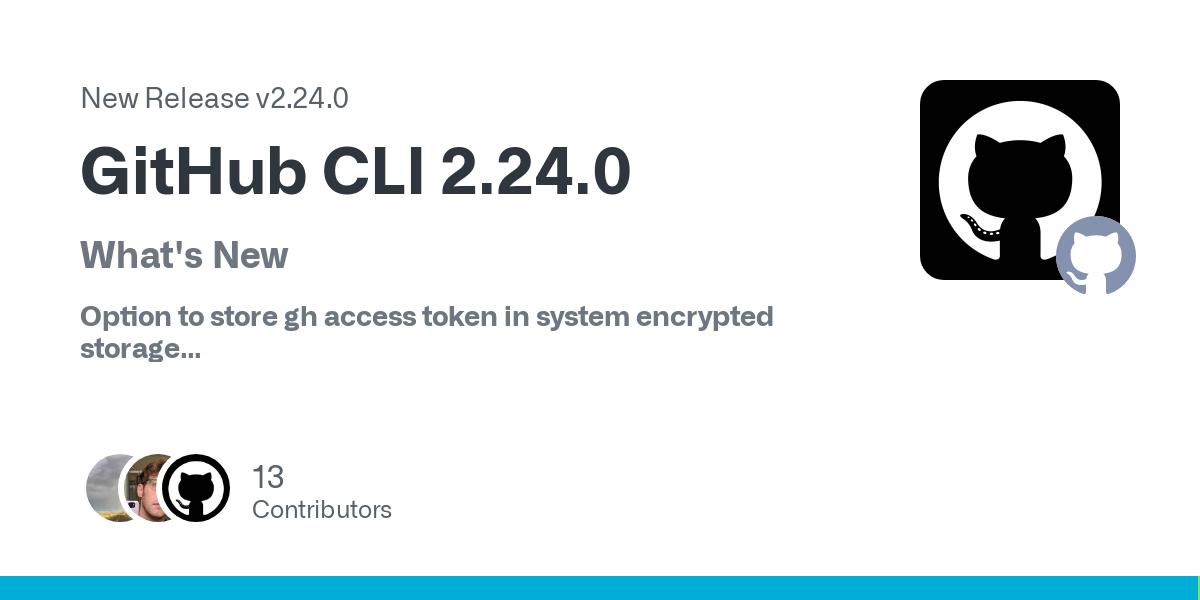 New Release v2.24.0
GitHub CLI 2.24.0
What's New
Option to store gh access token in system encrypted
storage...
13
Contributors